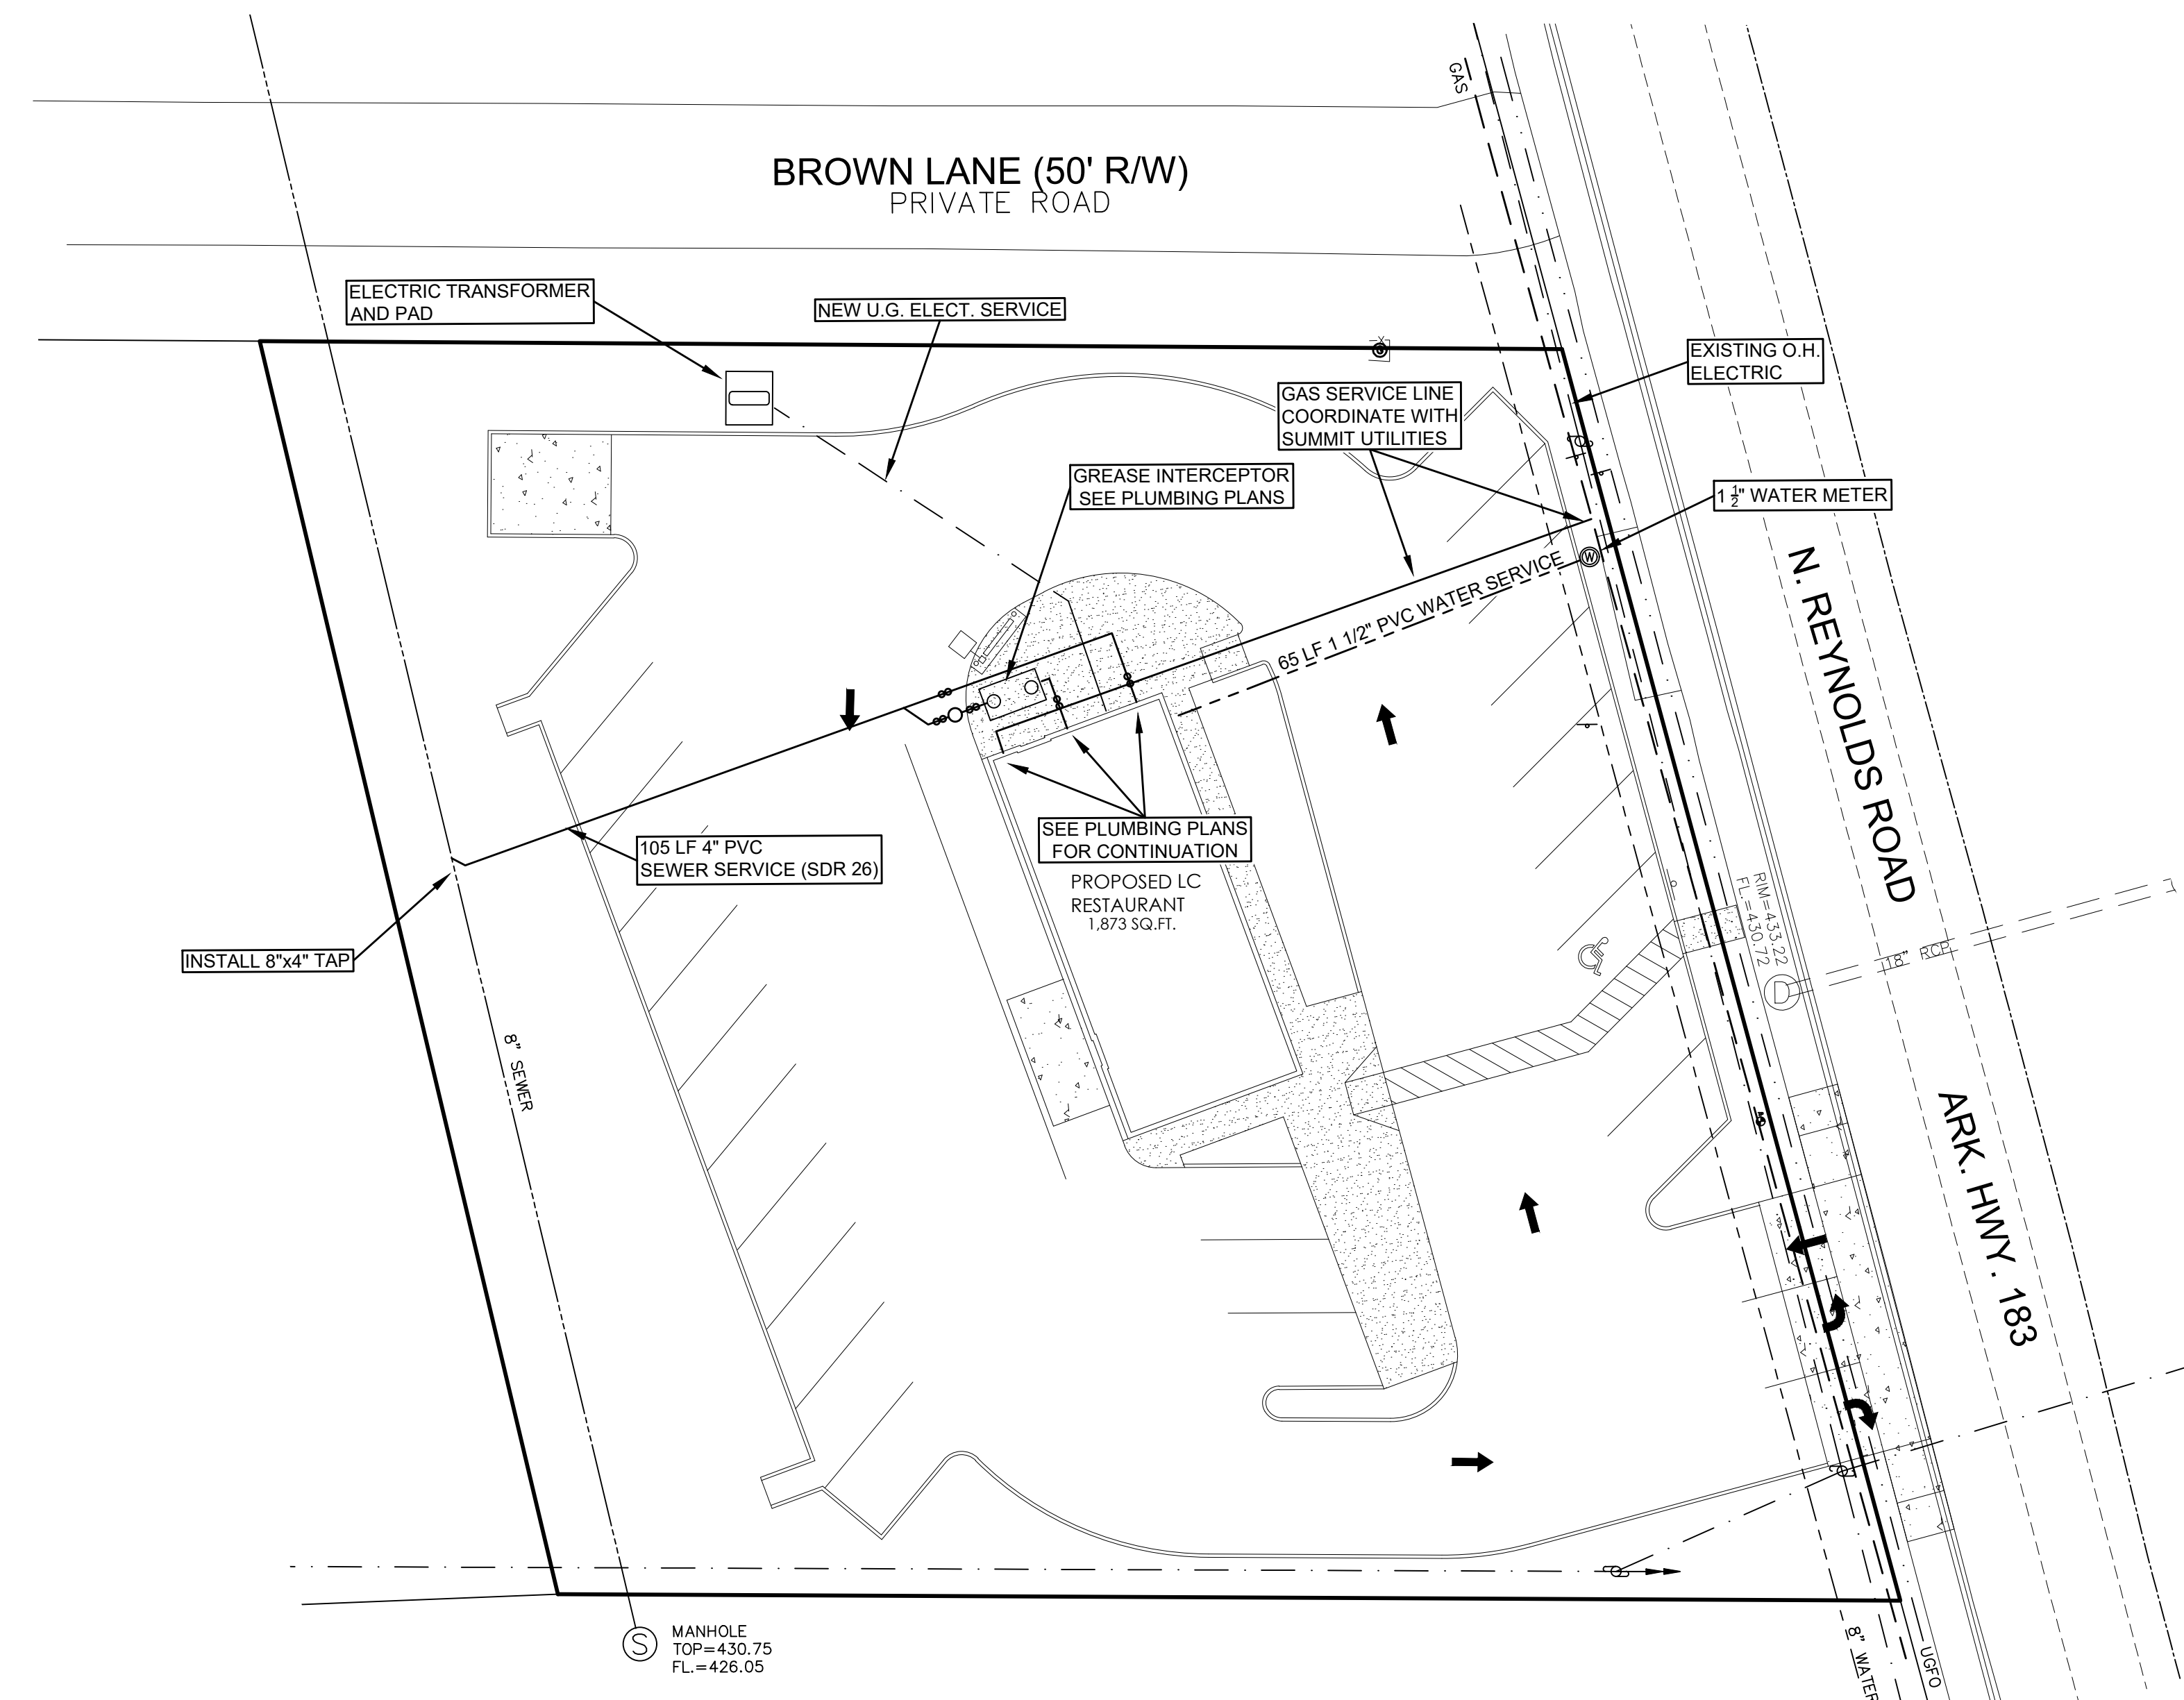 GAS
BROWN LANE (50' R/W)
PRIVATE ROAD
ELECTRIC TRANSFORMER
AND PAD
NEW U.G. ELECT. SERVICE
EXISTING O.H.
ELECTRIC
GAS SERVICE LINE
COORDINATE WITH
SUMMIT UTILITIES
GREASE INTERCEPTOR
SEE PLUMBING PLANS
1 1/2" WATER METER
W
65 LF 1 1/2" PVC WATER SERVICE
N. REYNOLDS ROAD
SEE PLUMBING PLANS
FOR CONTINUATION
105 LF 4" PVC
SEWER SERVICE (SDR 26)
PROPOSED LC
RESTAURANT
1,873 SQ.FT.
RIM=433.22
FL.=430.72
D
18" RCP
INSTALL 8"x4" TAP
8" SEWER
ARK. HWY. 183
S
MANHOLE
TOP=430.75
FL.=426.05
8" WATER
UGFO